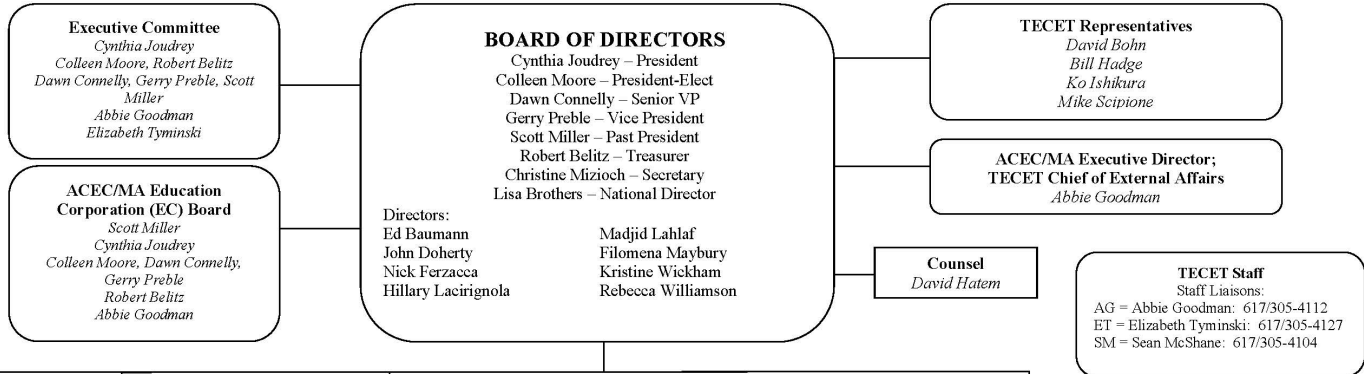 Executive Committee
Cynthia Joudrey
Colleen Moore, Robert Belitz
Dawn Connelly, Gerry Preble, Scott
Miller
Abbie Goodman
Elizabeth Tyminski
ACEC/MA Education
Corporation (EC) Board
Scott Miller
Cynthia Joudrey
Colleen Moore, Dawn Connelly,
Gerry Preble
Robert Belitz
Abbie Goodman
BOARD OF DIRECTORS
Cynthia Joudrey – President
Colleen Moore – President-Elect
Dawn Connelly – Senior VP
Gerry Preble – Vice President
Scott Miller – Past President
Robert Belitz – Treasurer
Christine Mizioch – Secretary
Lisa Brothers – National Director
Directors:
Ed Baumann Madjid Lahlaf
John Doherty Filomena Maybury
Nick Ferzacca Kristine Wickham
Hillary Lacirignola Rebecca Williamson
TECET Representatives
David Bohn
Bill Hadge
Ko Ishikura
Mike Scipione
ACEC/MA Executive Director;
TECET Chief of External Affairs
Abbie Goodman
Counsel
David Hatem
TECET Staff
Staff Liaisons:
AG = Abbie Goodman: 617/305-4112
ET = Elizabeth Tyminski: 617/305-4127
SM = Sean McShane: 617/305-4104